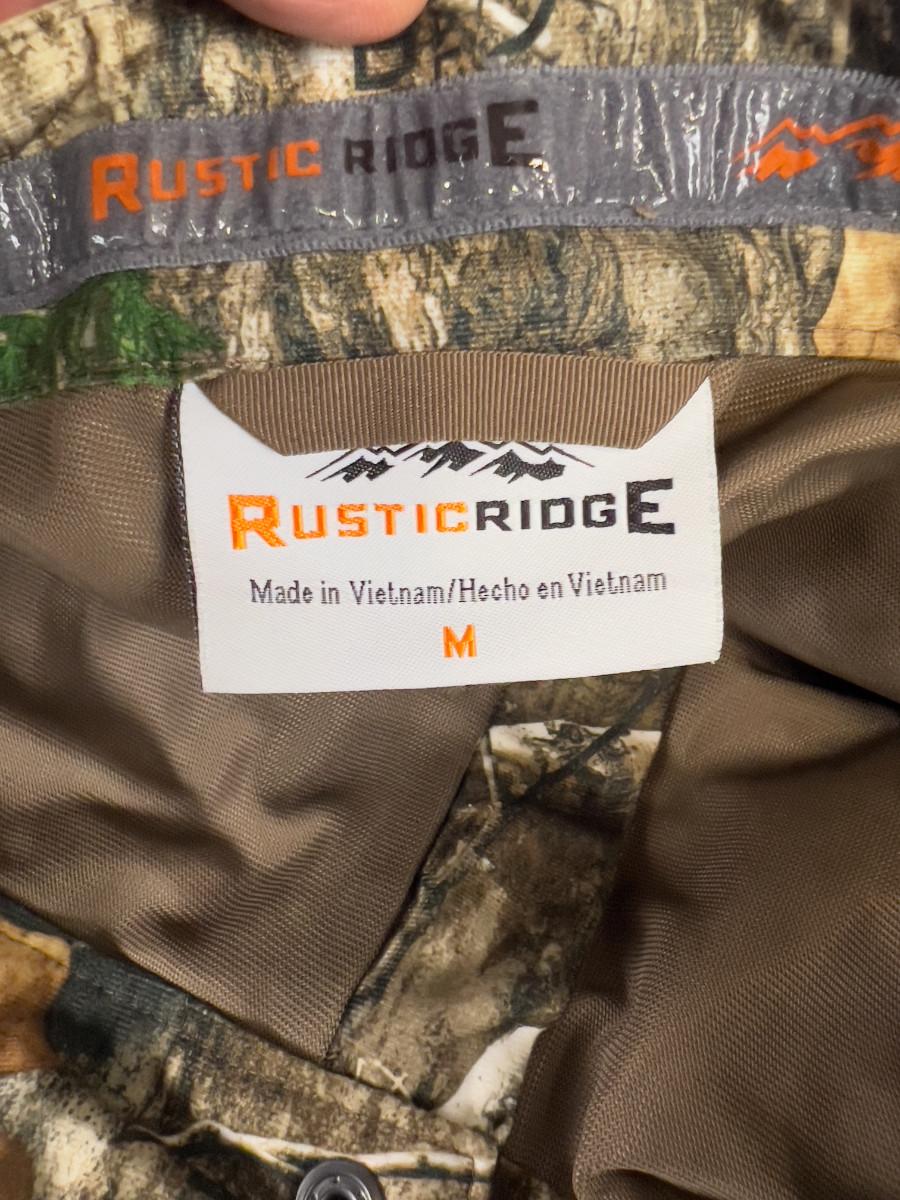 RUSTIC RIDGE
RUSTICRIDGE
Made in Vietnam/Hecho en Vietnam
M